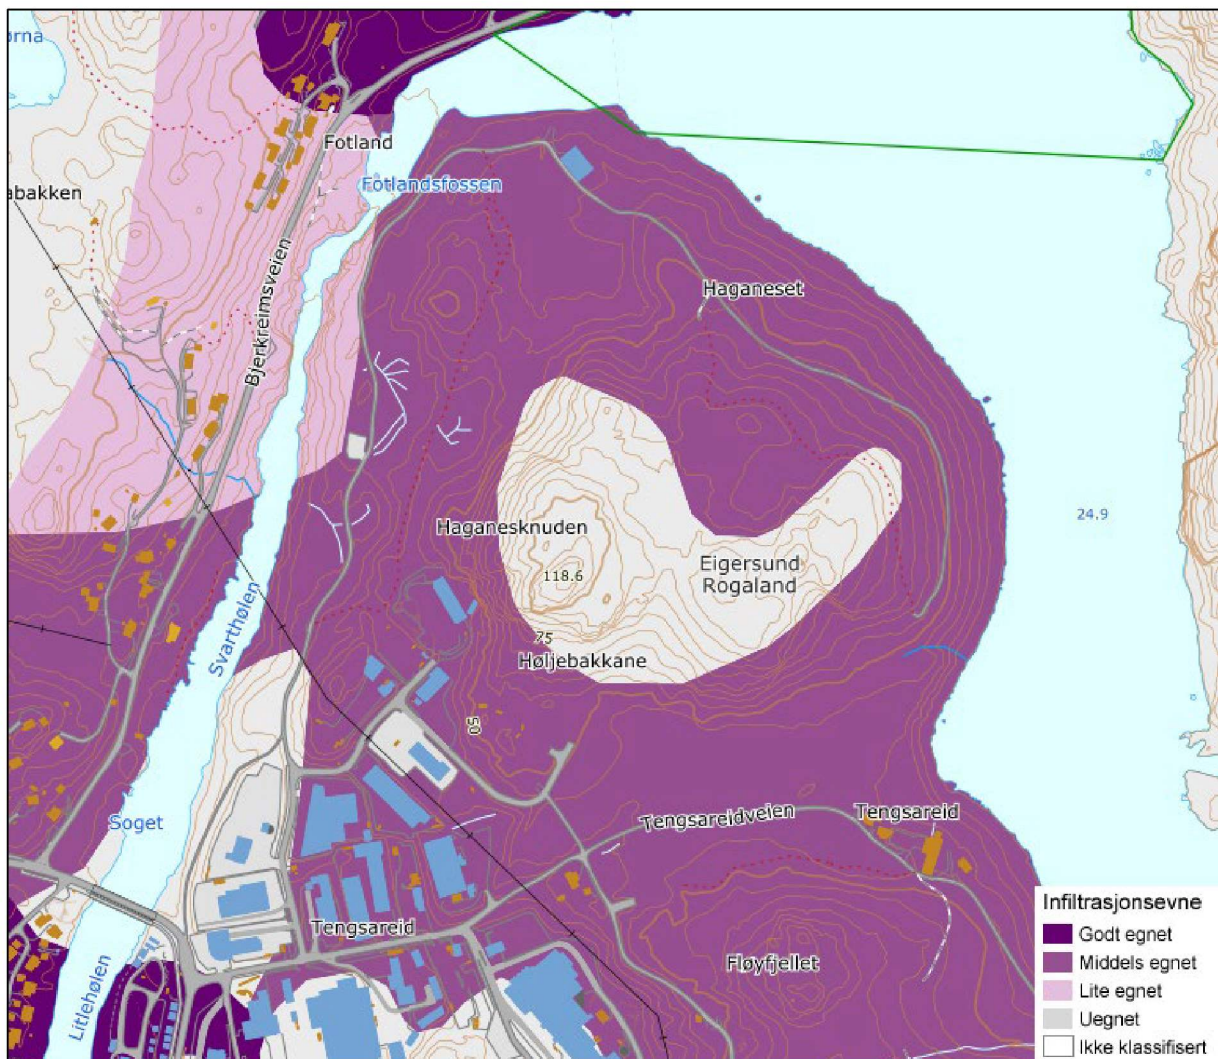 ørna
Fotland
Fotlandsfossen
abakken
Bjerkreimsveien
Haganeset
Haganesknuden
24.9
Eigersund
Rogaland
118.6
75
Høljebakkane
Svarthølen
50
Soget
Tengsareidveien
Tengsareid
Tengsareid
Fløyfjellet
Litlehølen
Infiltrasjonsevne
Godt egnet
Middels egnet
Lite egnet
Uegnet
Ikke klassifisert